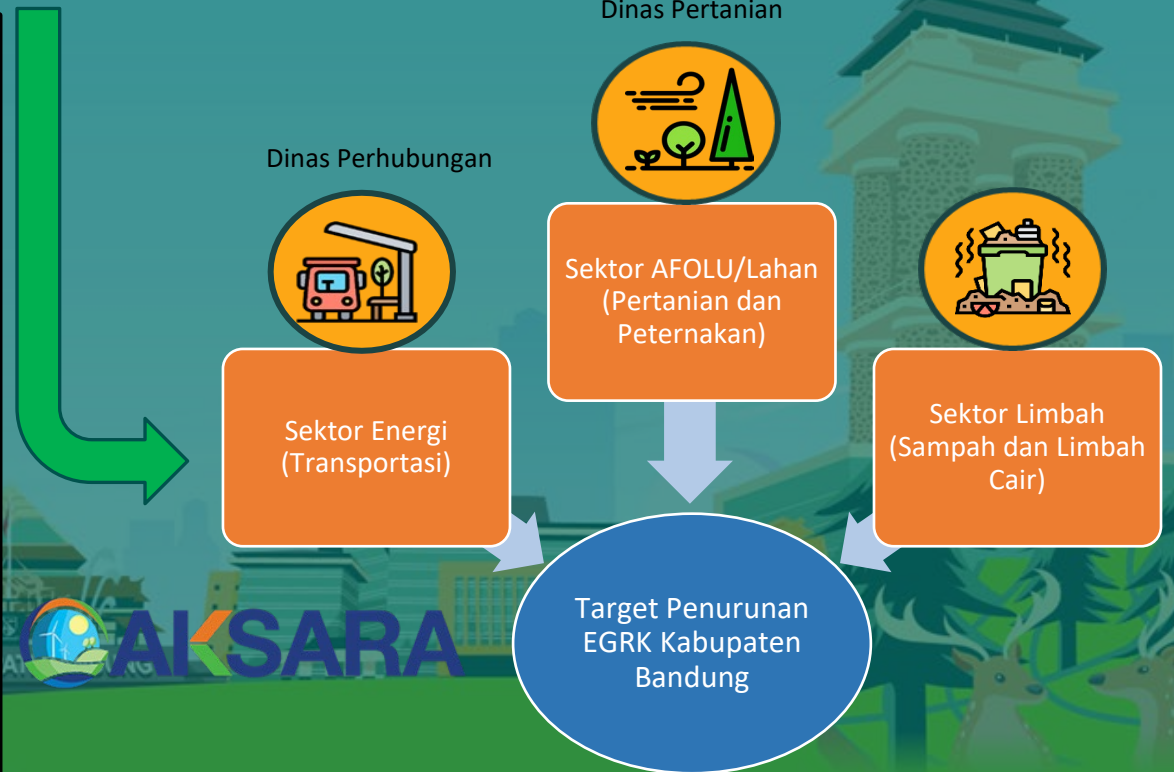 Dinas Pertanian
Dinas Perhubungan
Sektor AFOLU/Lahan
(Pertanian dan
Peternakan)
Sektor Energi
(Transportasi)
Sektor Limbah
(Sampah dan Limbah
Cair)
Target Penurunan
EGRK Kabupaten
Bandung
AKSARA